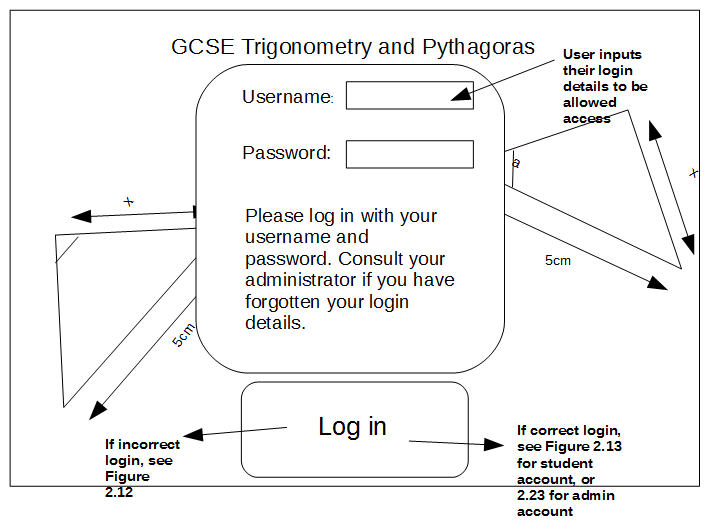 GCSE Trigonometry and Pythagoras
User inputs
their login
details to be
allowed
access
Username:
Password:
a
x
x
5cm
Please log in with your
username and
password. Consult your
administrator if you have
forgotten your login
details.
5cm
Log in
If incorrect
login, see
Figure
2.12
If correct login,
see Figure 2.13
for student
account, or
2.23 for admin
account